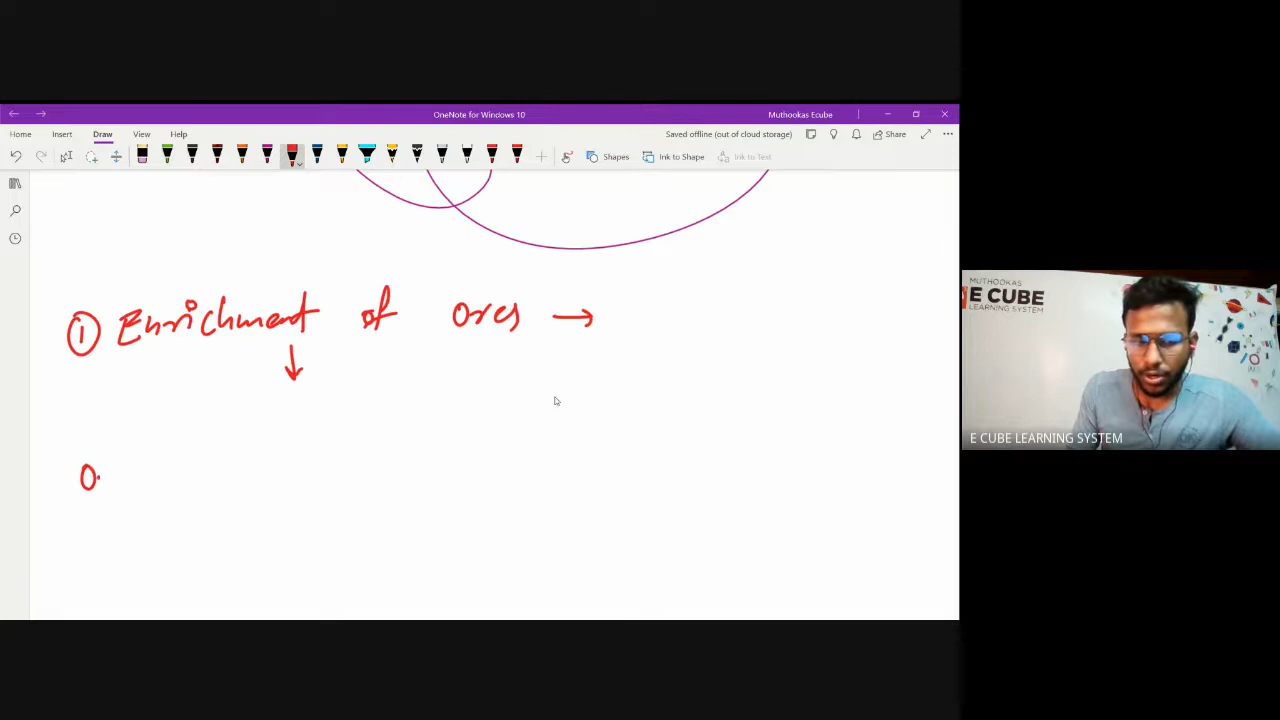 OneNote for Windows 10
Muthookas Ecube
Home Insert Draw View Help
Saved offline (out of cloud storage)
Share
Shapes
Ink to Shape
Ink to Text
① Enrichment of ores →
↓
O
MUTHOOKAS
E CUBE
LEARNING SYSTEM
E CUBE LEARNING SYSTEM